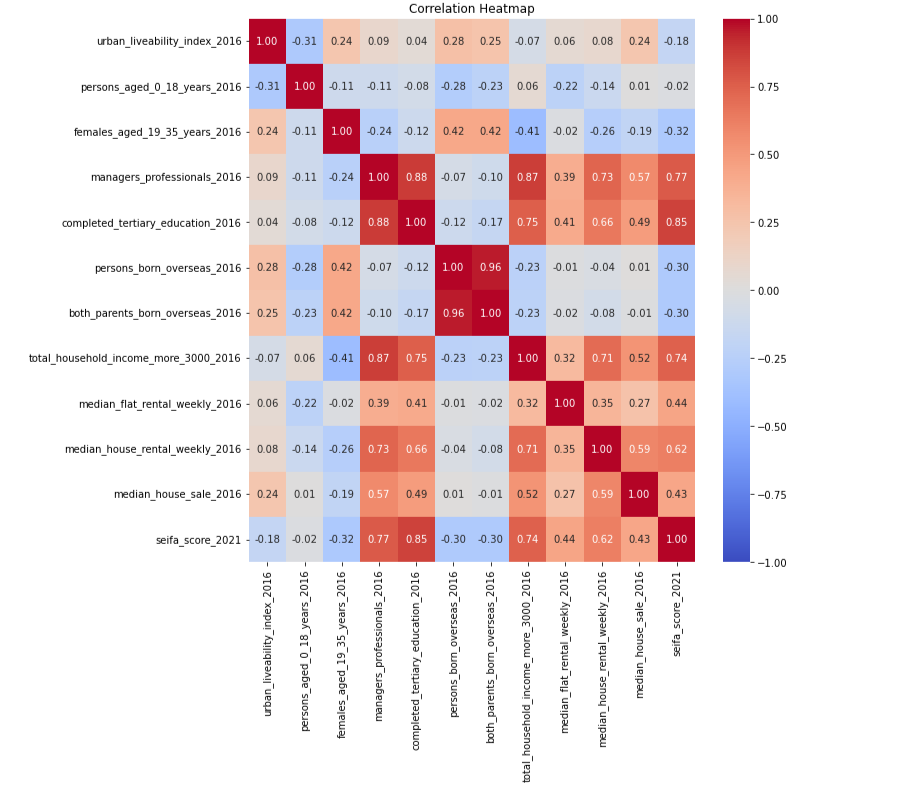 Correlation Heatmap
urban_liveability_index_2016 1.00 -0.31 0.24 0.09 0.04 0.28 0.25 -0.07 0.06 0.08 0.24 -0.18
persons_aged_0_18_years_2016 -0.31 1.00 -0.11 -0.11 -0.08 -0.28 -0.23 0.06 -0.22 -0.14 0.01 -0.02
females_aged_19_35_years_2016 0.24 -0.11 1.00 -0.24 -0.12 0.42 0.42 -0.41 -0.02 -0.26 -0.19 -0.32
managers_professionals_2016 0.09 -0.11 -0.24 1.00 0.88 -0.07 -0.10 0.87 0.39 0.73 0.57 0.77
completed_tertiary_education_2016 0.04 -0.08 -0.12 0.88 1.00 -0.12 -0.17 0.75 0.41 0.66 0.49 0.85
persons_born_overseas_2016 0.28 -0.28 0.42 -0.07 -0.12 1.00 0.96 -0.23 -0.01 -0.04 0.01 -0.30
both_parents_born_overseas_2016 0.25 -0.23 0.42 -0.10 -0.17 0.96 1.00 -0.23 -0.02 -0.08 -0.01 -0.30
total_household_income_more_3000_2016 -0.07 0.06 -0.41 0.87 0.75 -0.23 -0.23 1.00 0.32 0.71 0.52 0.74
median_flat_rental_weekly_2016 0.06 -0.22 -0.02 0.39 0.41 -0.01 -0.02 0.32 1.00 0.35 0.27 0.44
median_house_rental_weekly_2016 0.08 -0.14 -0.26 0.73 0.66 -0.04 -0.08 0.71 0.35 1.00 0.59 0.62
median_house_sale_2016 0.24 0.01 -0.19 0.57 0.49 0.01 -0.01 0.52 0.27 0.59 1.00 0.43
seifa_score_2021 -0.18 -0.02 -0.32 0.77 0.85 -0.30 -0.30 0.74 0.44 0.62 0.43 1.00
urban_liveability_index_2016
persons_aged_0_18_years_2016
females_aged_19_35_years_2016
managers_professionals_2016
completed_tertiary_education_2016
persons_born_overseas_2016
both_parents_born_overseas_2016
total_household_income_more_3000_2016
median_flat_rental_weekly_2016
median_house_rental_weekly_2016
median_house_sale_2016
seifa_score_2021
1.00
0.75
0.50
0.25
0.00
−0.25
−0.50
−0.75
−1.00